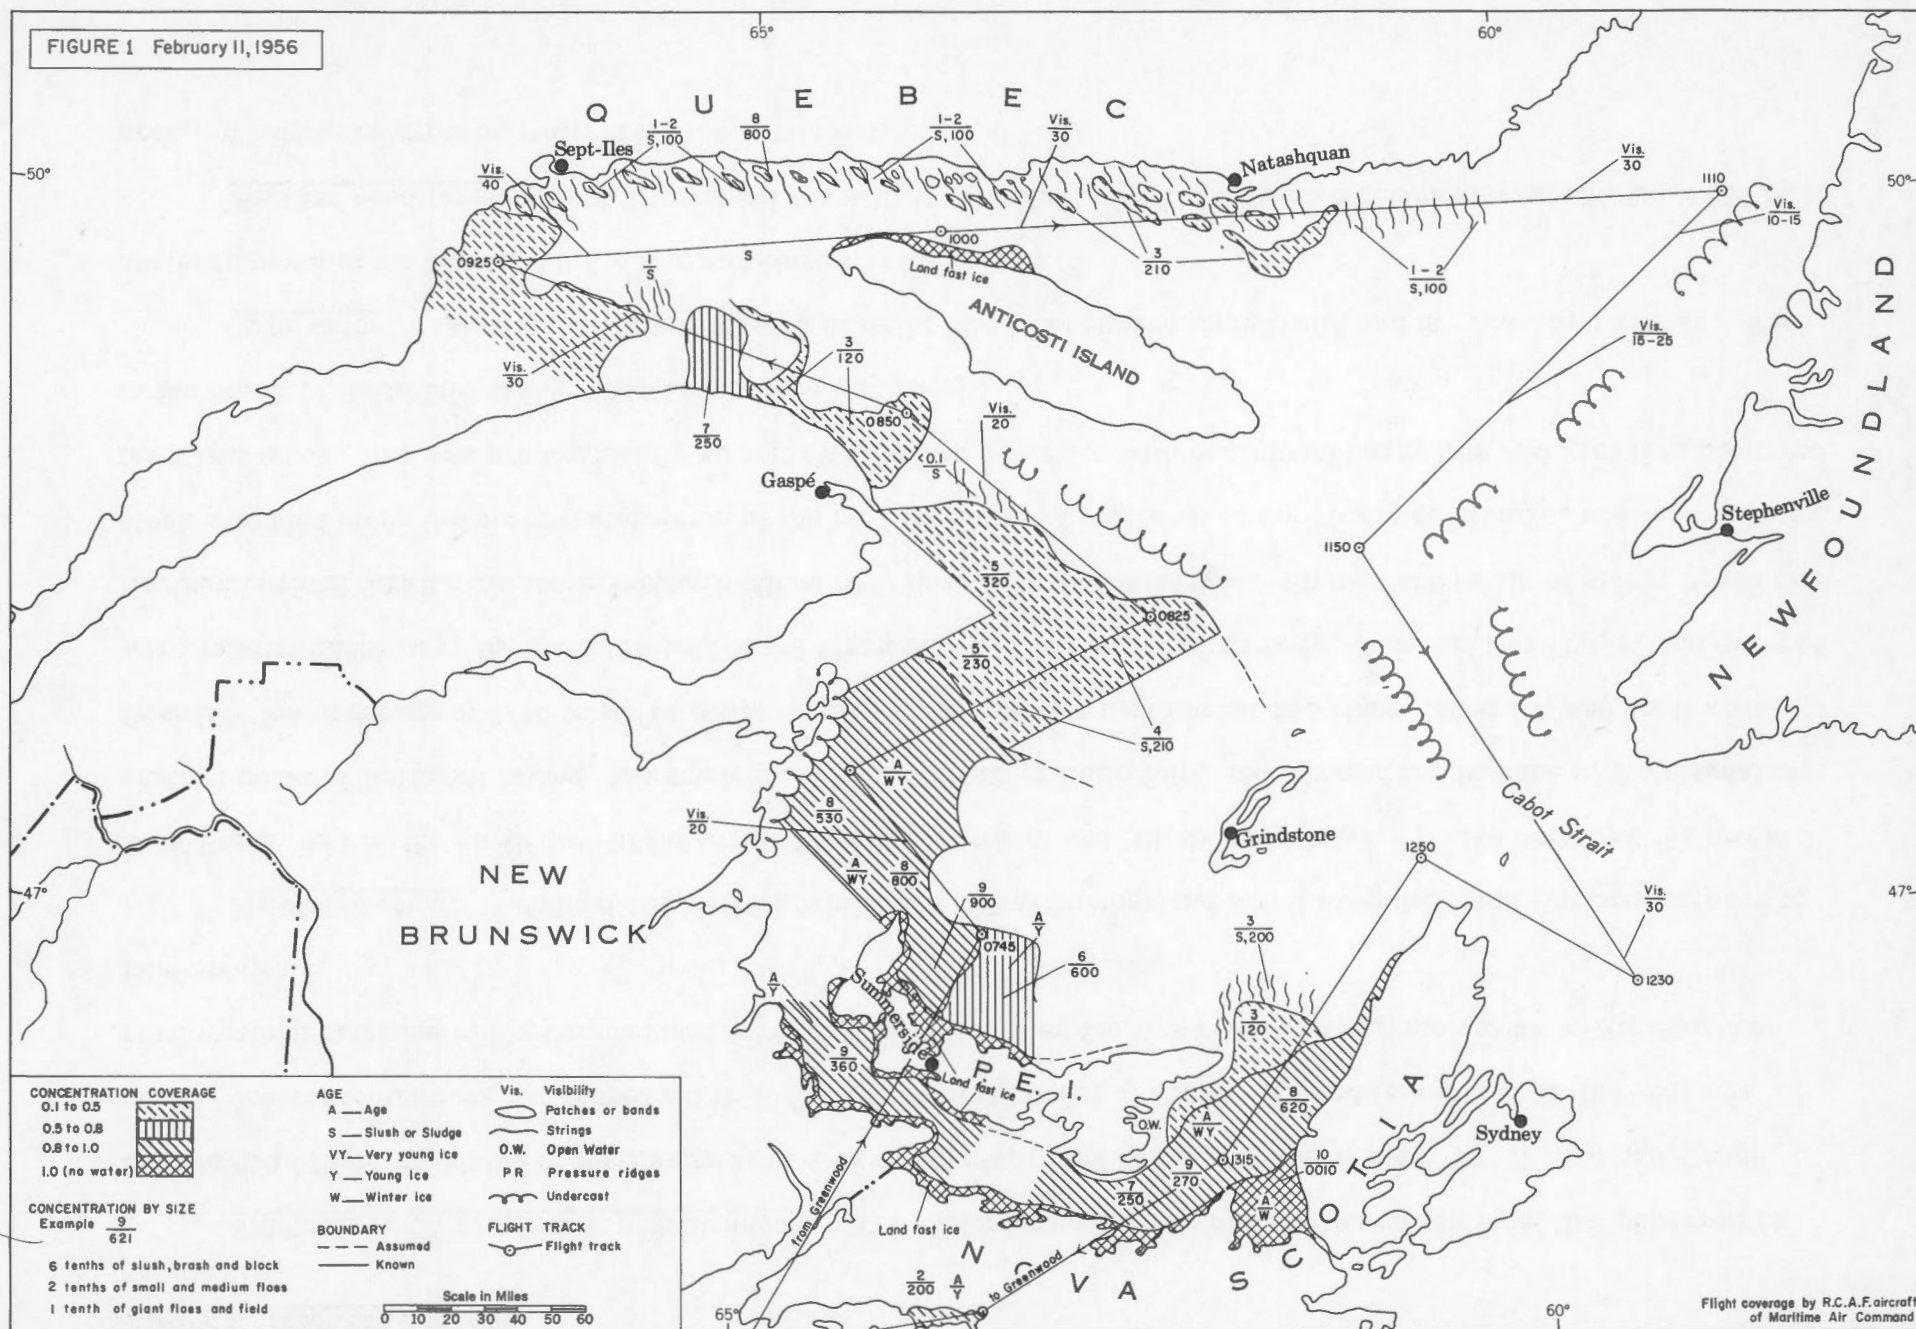 FIGURE 1 February 11, 1956
65°
60°
QUEBEC
1-2
S,100
8
800
1-2
S,100
Vis.
30
Sept-Iles
Natashquan
Vis.
30
50°
50°
Vis.
40
1110
Vis.
10-15
0925
1
S
S
1000
Land fast ice
3
210
1-2
S,100
ANTICOSTI ISLAND
Vis.
15-25
Vis.
30
3
120
7
250
0850
Vis.
20
<0.1
S
Gaspé
Stephenville
1150
NEWFOUNDLAND
5
320
0825
5
230
4
S,210
A
WY
8
530
Vis.
20
Cabot Strait
Grindstone
1250
A
WY
8
800
NEW
BRUNSWICK
47°
47°
9
900
A
Y
Vis.
30
0745
3
S,200
6
600
1230
A
Y
Summerside
3
120
9
360
Land fast ice
P.E.I.
O.W.
A
WY
8
620
Sydney
1315
10
0010
9
270
7
250
A
W
from Greenwood
Land fast ice
NOVA SCOTIA
to Greenwood
2
200
A
Y
65°
60°
CONCENTRATION COVERAGE
0.1 to 0.5
0.5 to 0.8
0.8 to 1.0
1.0 (no water)
CONCENTRATION BY SIZE
Example 9
621
6 tenths of slush, brash and block
2 tenths of small and medium floes
1 tenth of giant floes and field
AGE
A — Age
S — Slush or Sludge
VY — Very young ice
Y — Young ice
W — Winter ice
BOUNDARY
Assumed
Known
Vis. Visibility
Patches or bands
Strings
O.W. Open Water
PR Pressure ridges
Undercast
FLIGHT TRACK
Flight track
Scale in Miles
0 10 20 30 40 50 60
Flight coverage by R.C.A.F. aircraft
of Maritime Air Command